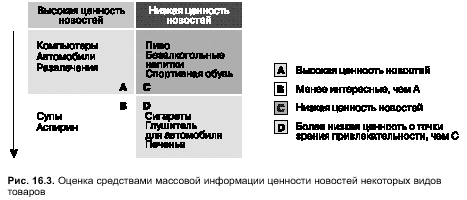 Высокая ценность
новостей
Низкая ценность
новостей
Компьютеры
Автомобили
Развлечения
A
Пиво
Безалкогольные
напитки
Спортивная обувь
C
B
Супы
Аспирин
D
Сигареты
Глушитель
для автомобиля
Печенье
A Высокая ценность новостей
B Менее интересные, чем A
C Низкая ценность новостей
D Более низкая ценность с точки
зрения привлекательности, чем C
Рис. 16.3. Оценка средствами массовой информации ценности новостей некоторых видов
товаров